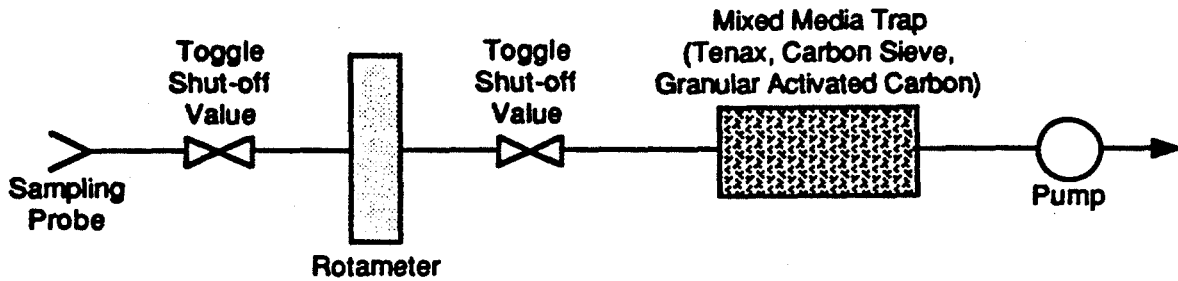 Toggle
Shut-off
Value
Toggle
Shut-off
Value
Mixed Media Trap
(Tenax, Carbon Sieve,
Granular Activated Carbon)
Sampling
Probe
Rotameter
Pump